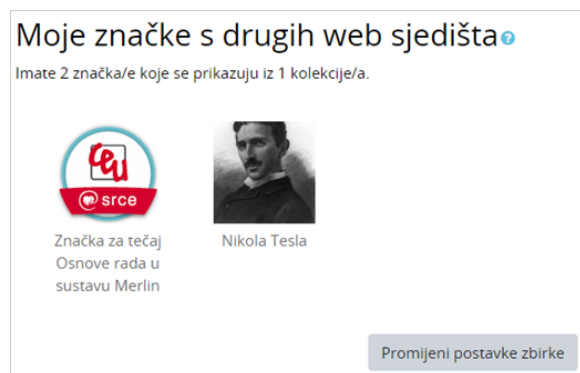 Moje značke s drugih web sjedišta
Imate 2 značka/e koje se prikazuju iz 1 kolekcije/a.
ceu
@ srce
Značka za tečaj
Osnove rada u
sustavu Merlin
Nikola Tesla
Promijeni postavke zbirke